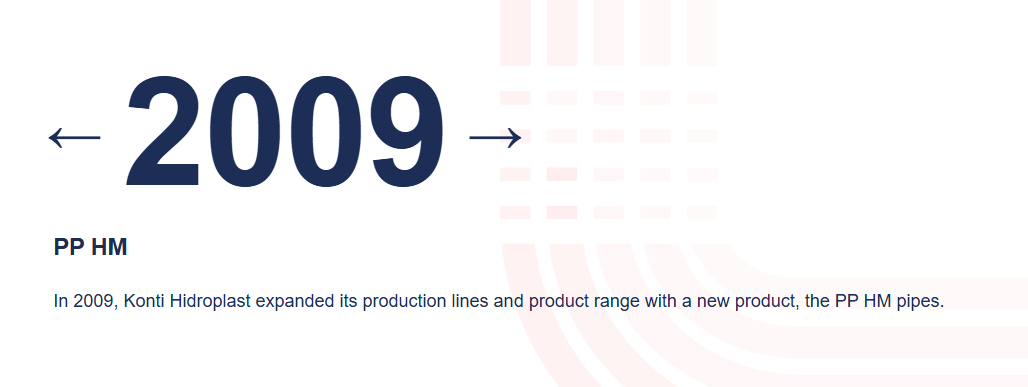 ← 2009 →
PP HM
In 2009, Konti Hidroplast expanded its production lines and product range with a new product, the PP HM pipes.